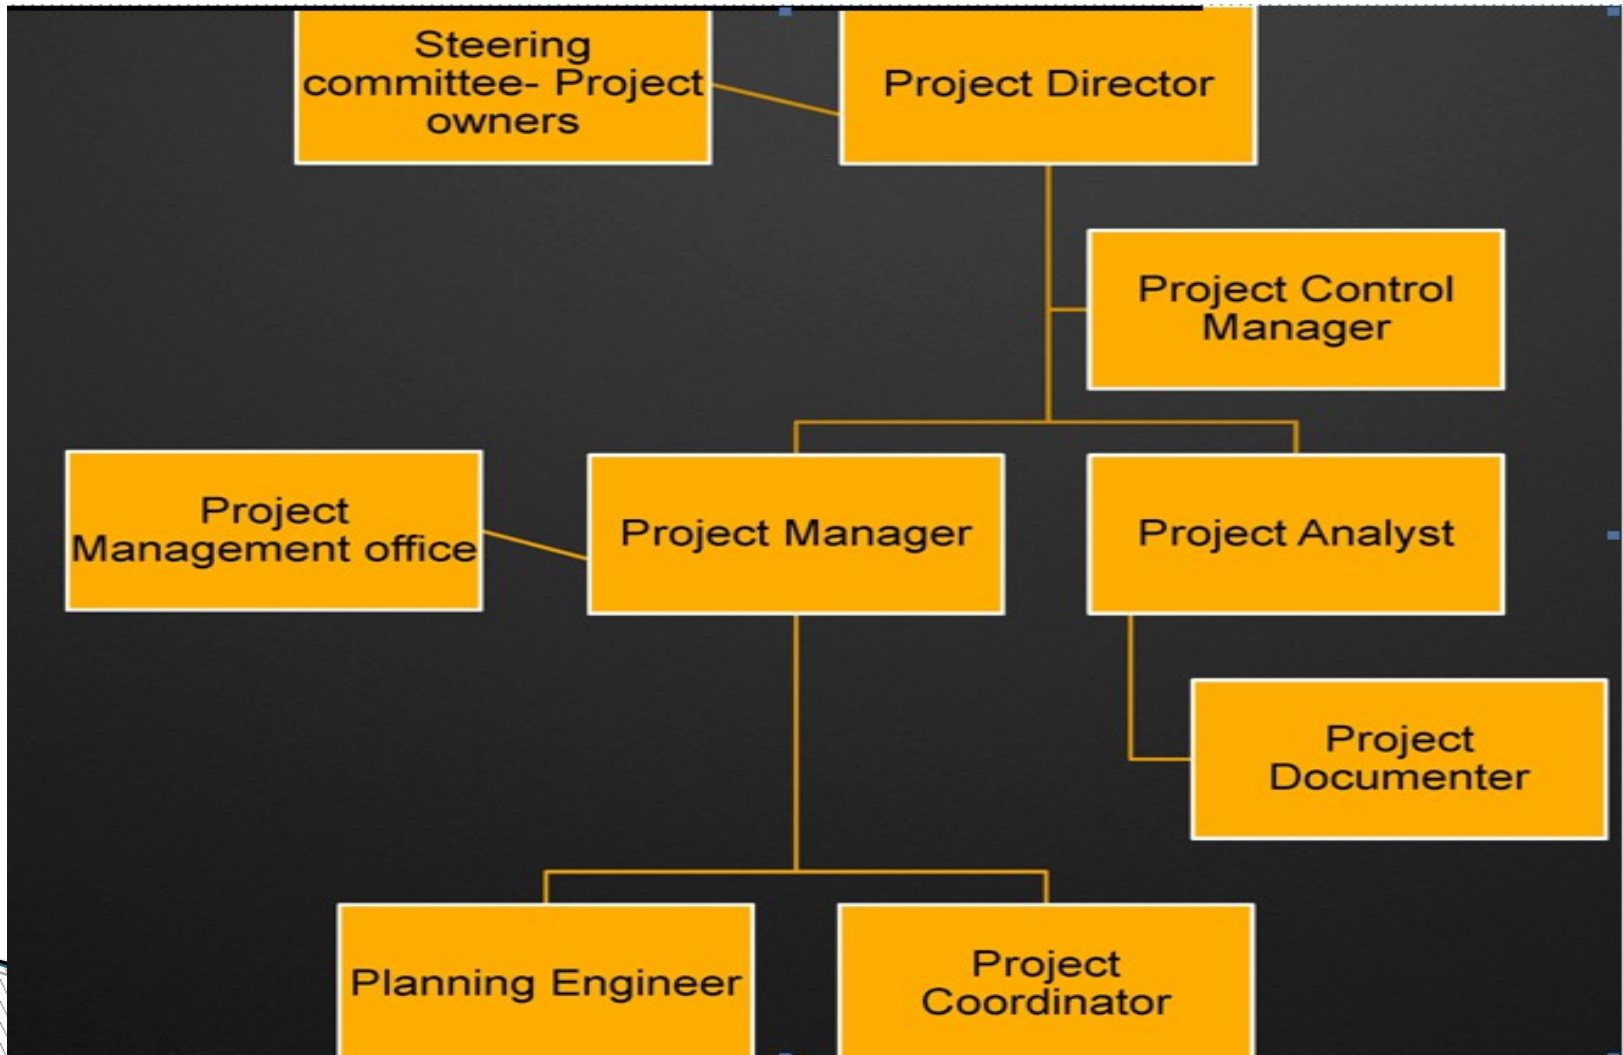 Steering
committee- Project
owners
Project Director
Project Control
Manager
Project
Management office
Project Manager
Project Analyst
Project
Documenter
Planning Engineer
Project
Coordinator